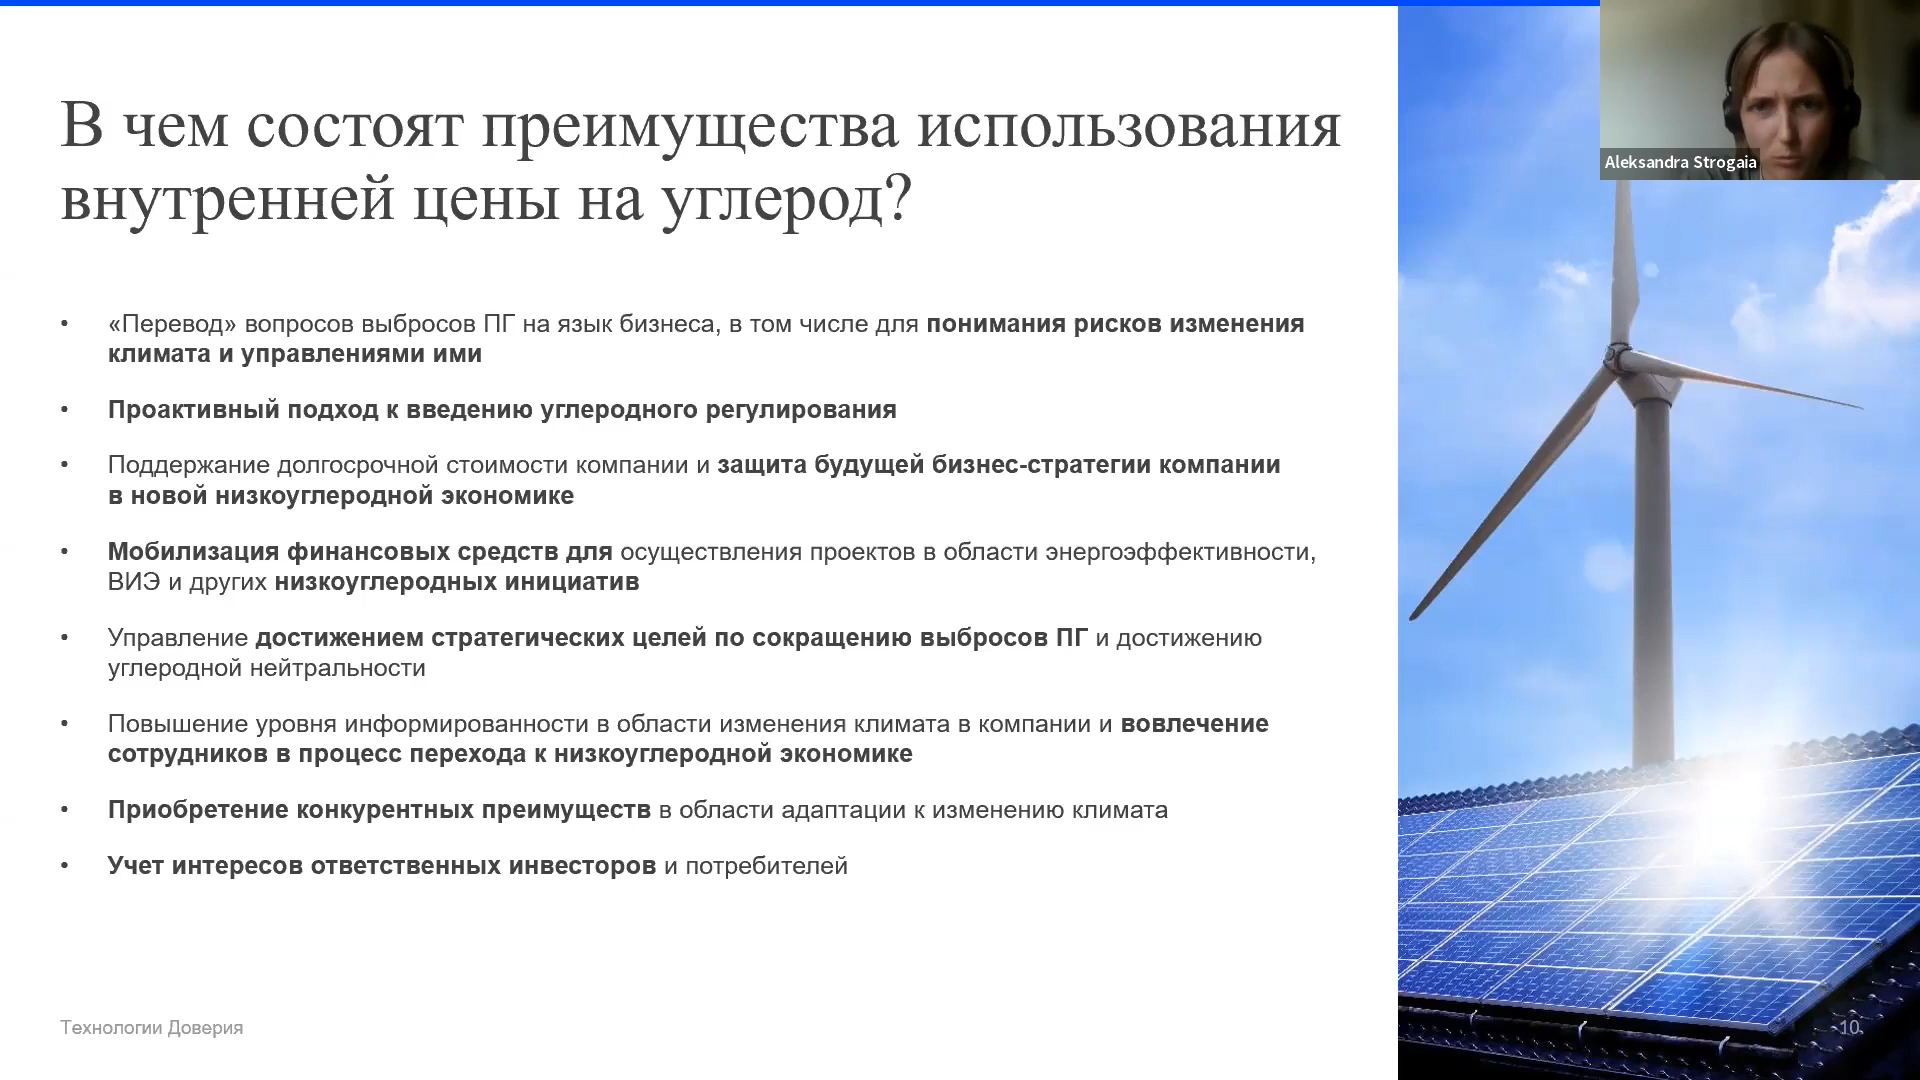 Aleksandra Strogaia
В чем состоят преимущества использования
внутренней цены на углерод?
• «Перевод» вопросов выбросов ПГ на язык бизнеса, в том числе для понимания рисков изменения
климата и управлениями ими
• Проактивный подход к введению углеродного регулирования
• Поддержание долгосрочной стоимости компании и защита будущей бизнес-стратегии компании
в новой низкоуглеродной экономике
• Мобилизация финансовых средств для осуществления проектов в области энергоэффективности,
ВИЭ и других низкоуглеродных инициатив
• Управление достижением стратегических целей по сокращению выбросов ПГ и достижению
углеродной нейтральности
• Повышение уровня информированности в области изменения климата в компании и вовлечение
сотрудников в процесс перехода к низкоуглеродной экономике
• Приобретение конкурентных преимуществ в области адаптации к изменению климата
• Учет интересов ответственных инвесторов и потребителей
Технологии Доверия
10